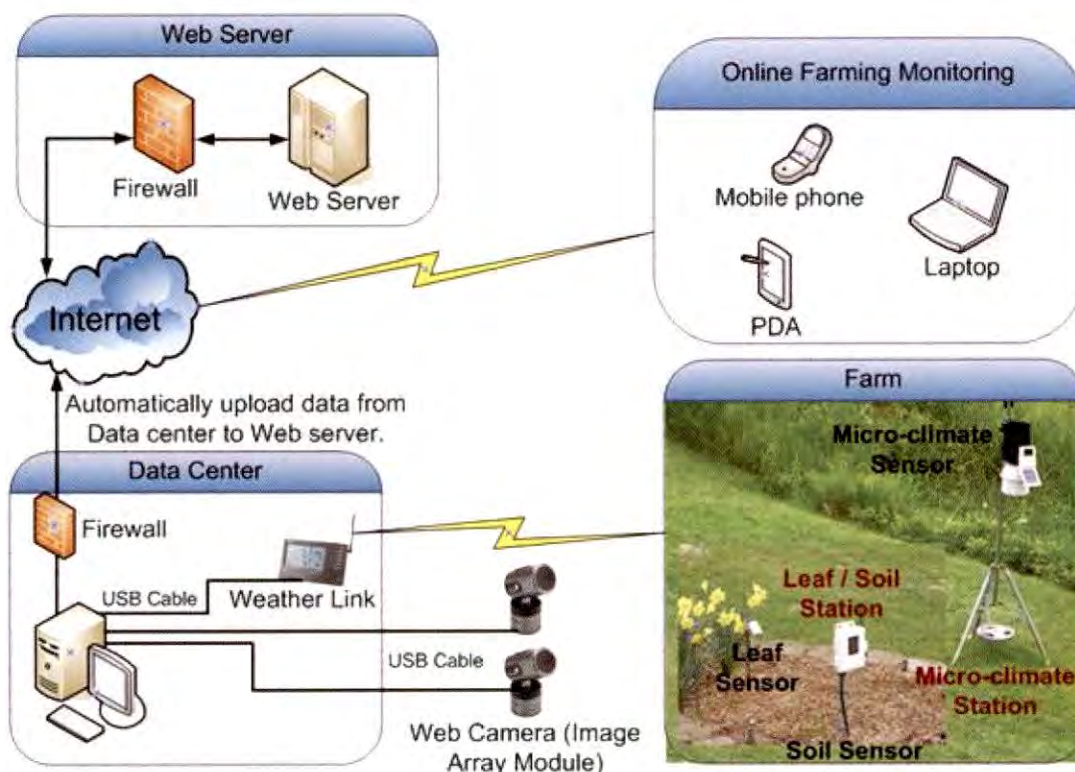 Web Server
Firewall
Web Server
Online Farming Monitoring
Mobile phone
Laptop
PDA
Internet
Automatically upload data from
Data center to Web server.
Data Center
Firewall
USB Cable
Weather Link
USB Cable
Web Camera (Image
Array Module)
Farm
Micro-climate
Sensor
Leaf / Soil
Station
Leaf
Sensor
Micro-climate
Station
Soil Sensor